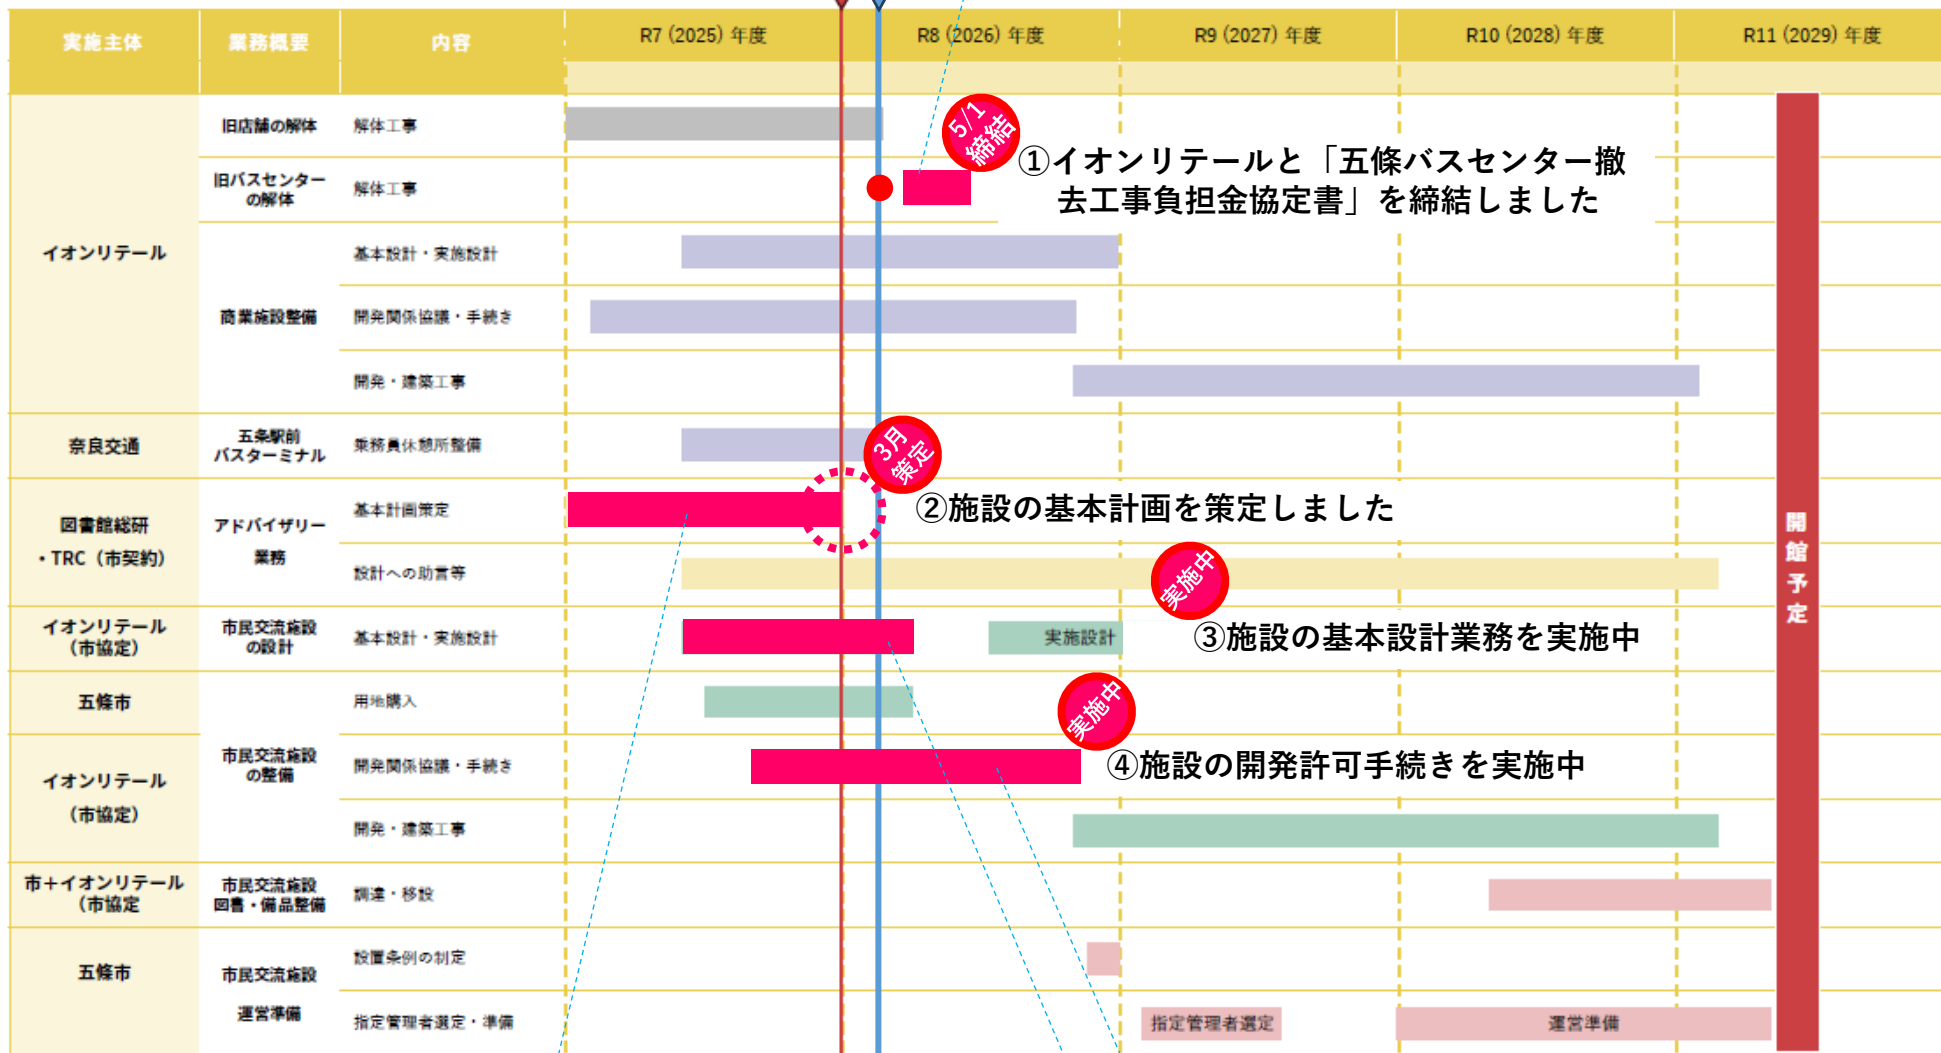 実施主体
業務概要
内容
R7 (2025) 年度
R8 (2026) 年度
R9 (2027) 年度
R10 (2028) 年度
R11 (2029) 年度
イオンリテール
旧店舗の解体
解体工事
5/1
締結
①イオンリテールと「五條バスセンター撤
去工事負担金協定書」を締結しました
旧バスセンター
の解体
解体工事
商業施設整備
基本設計・実施設計
開発関係協議・手続き
開発・建築工事
奈良交通
五条駅前
バスターミナル
乗務員休憩所整備
3月
策定
図書館総研
・TRC（市契約）
アドバイザリー
業務
基本計画策定
②施設の基本計画を策定しました
設計への助言等
実施中
イオンリテール
（市協定）
市民交流施設
の設計
基本設計・実施設計
実施設計
③施設の基本設計業務を実施中
五條市
市民交流施設
の整備
用地購入
実施中
イオンリテール
（市協定）
開発関係協議・手続き
④施設の開発許可手続きを実施中
開発・建築工事
市＋イオンリテール
（市協定
市民交流施設
図書・備品整備
調達・移設
五條市
市民交流施設
運営準備
設置条例の制定
指定管理者選定・準備
指定管理者選定
運営準備
開館予定